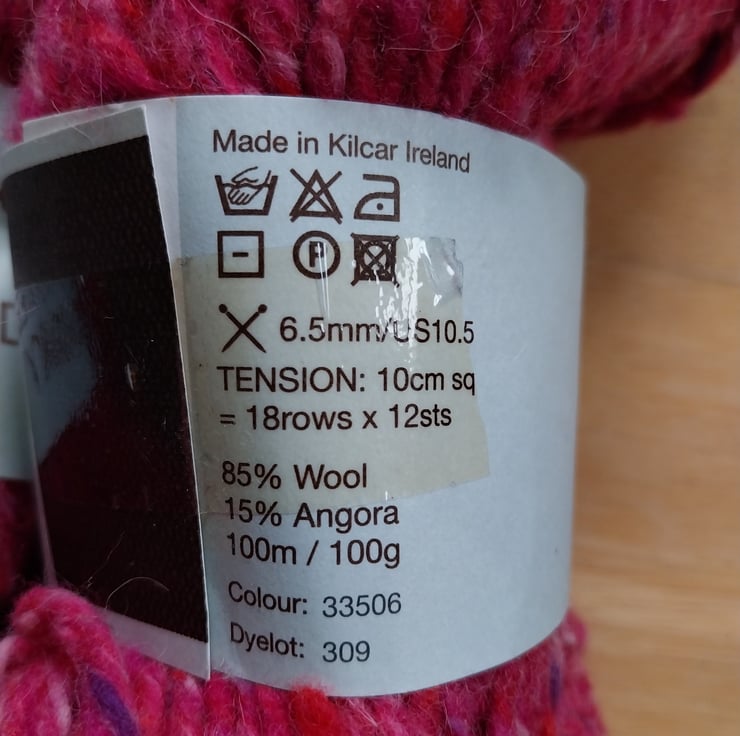 Made in Kilcar Ireland
P
6.5mm/US10.5
TENSION: 10cm sq
= 18rows x 12sts
85% Wool
15% Angora
100m / 100g
Colour: 33506
Dyelot: 309